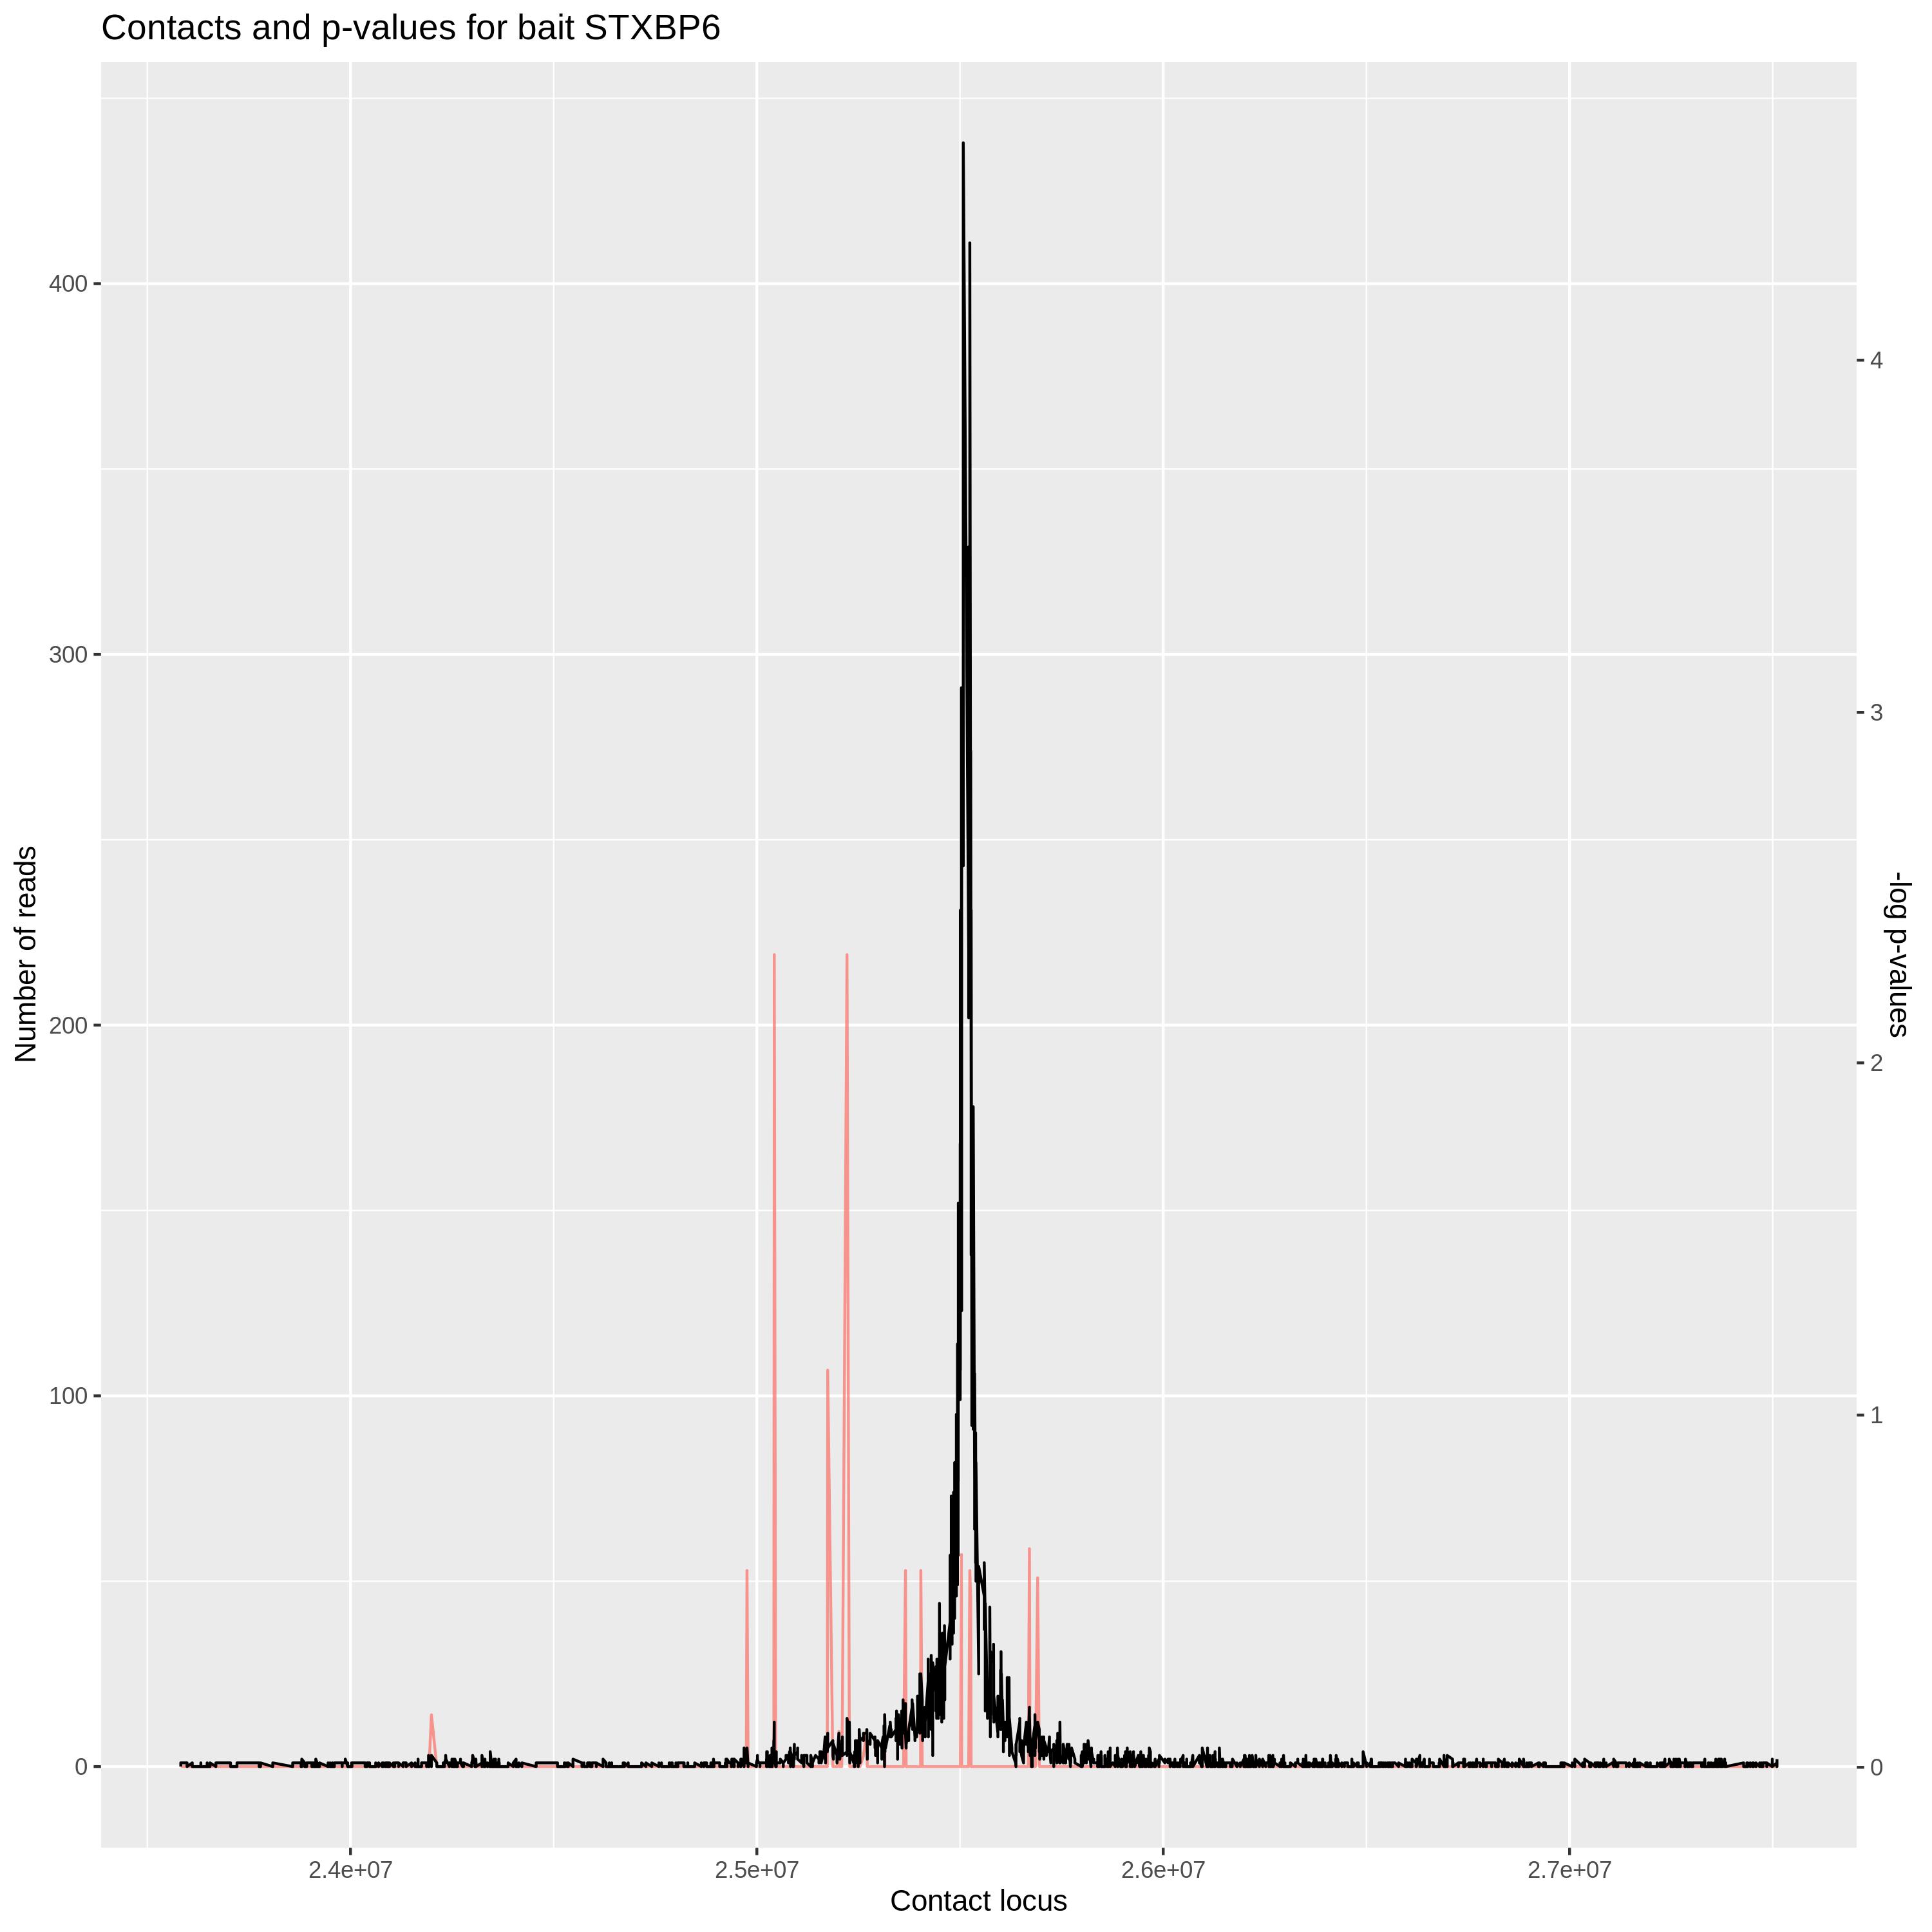 Contacts and p-values for bait STXBP6
400
300
200
100
0
Number of reads
4
3
2
1
0
-log p-values
2.4e+07
2.5e+07
2.6e+07
2.7e+07
Contact locus